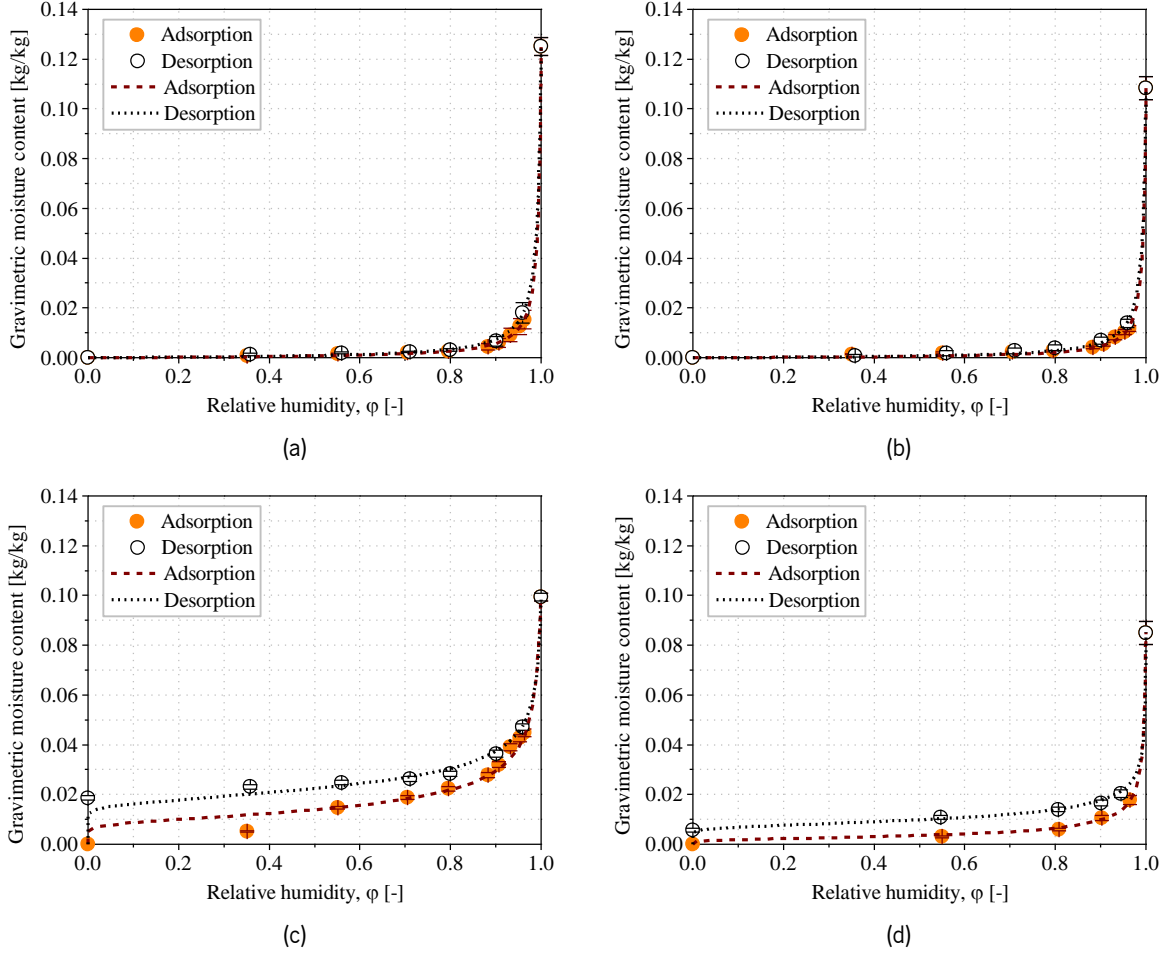 Gravimetric moisture content [kg/kg]
0.14
0.12
0.10
0.08
0.06
0.04
0.02
0.00
Adsorption
Desorption
Adsorption
Desorption
0.0 0.2 0.4 0.6 0.8 1.0
Relative humidity, φ [-]
(a)
Gravimetric moisture content [kg/kg]
0.14
0.12
0.10
0.08
0.06
0.04
0.02
0.00
Adsorption
Desorption
Adsorption
Desorption
0.0 0.2 0.4 0.6 0.8 1.0
Relative humidity, φ [-]
(b)
Gravimetric moisture content [kg/kg]
0.14
0.12
0.10
0.08
0.06
0.04
0.02
0.00
Adsorption
Desorption
Adsorption
Desorption
0.0 0.2 0.4 0.6 0.8 1.0
Relative humidity, φ [-]
(c)
Gravimetric moisture content [kg/kg]
0.14
0.12
0.10
0.08
0.06
0.04
0.02
0.00
Adsorption
Desorption
Adsorption
Desorption
0.0 0.2 0.4 0.6 0.8 1.0
Relative humidity, φ [-]
(d)